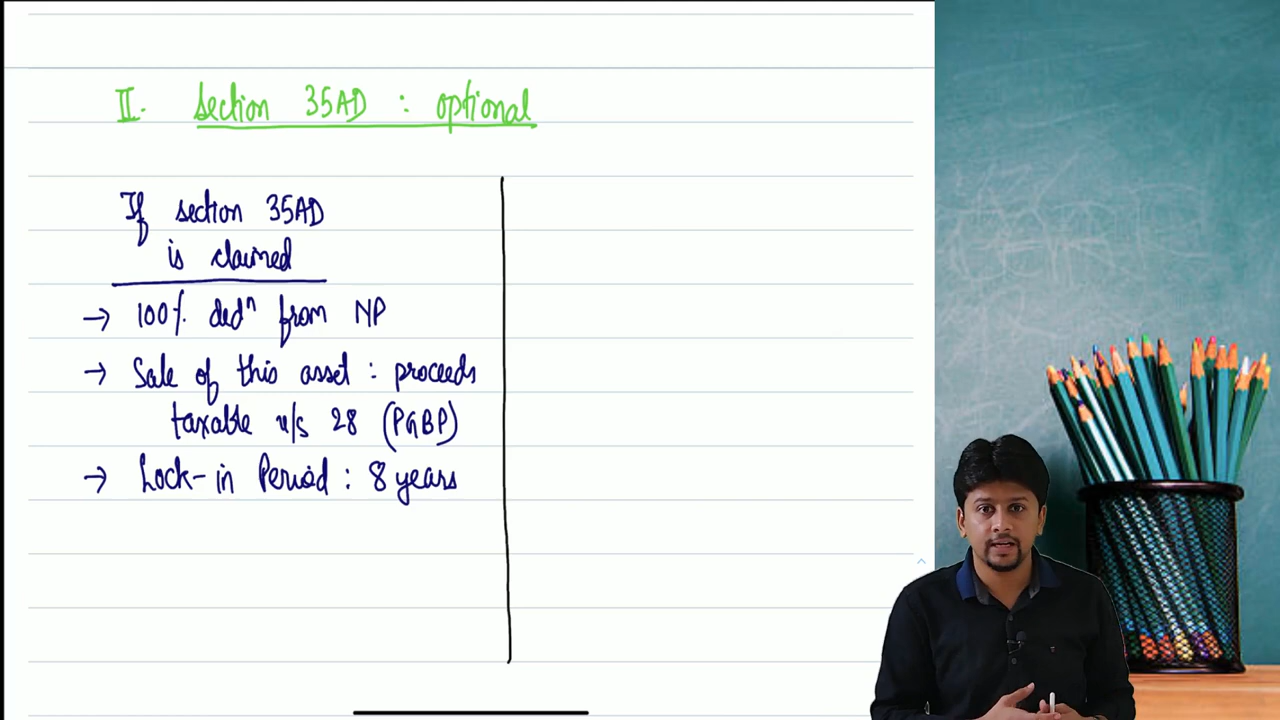 II. Section 35AD : optional
If section 35AD
is claimed
→ 100% dedⁿ from NP
→ Sale of this asset : proceeds
taxable u/s 28 (PGBP)
→ Lock-in Period : 8 years